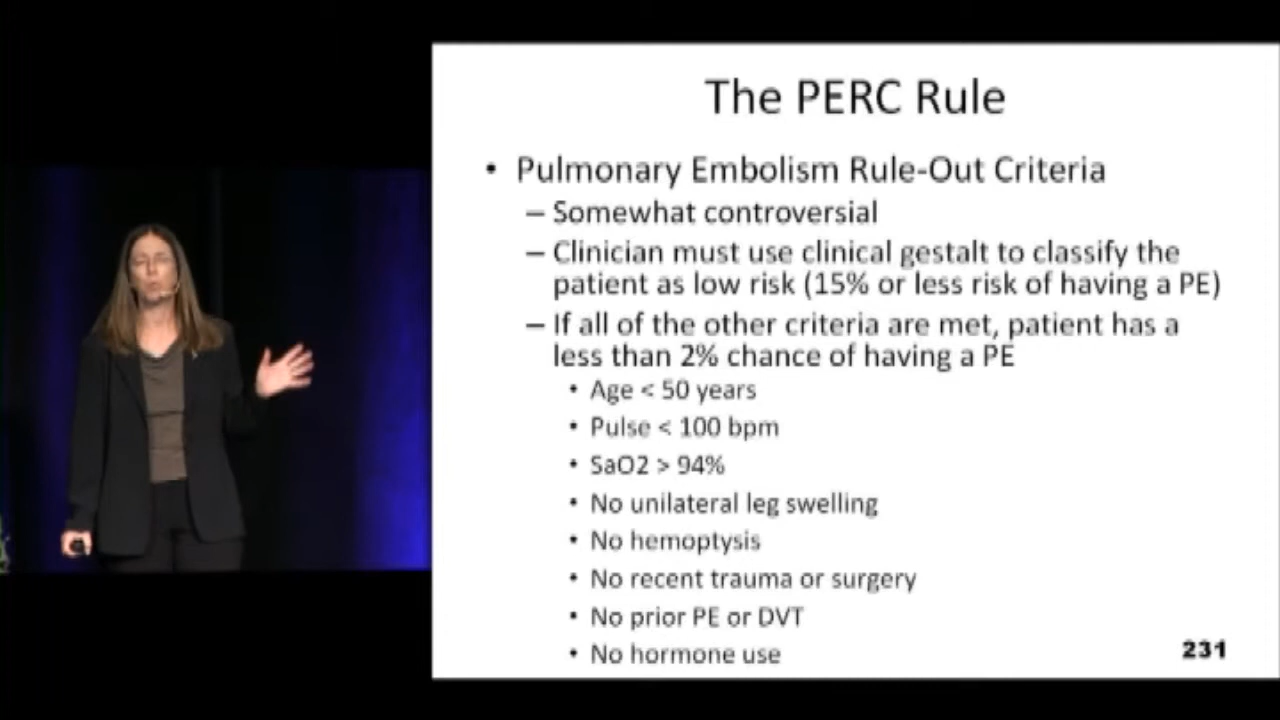 The PERC Rule
• Pulmonary Embolism Rule-Out Criteria
– Somewhat controversial
– Clinician must use clinical gestalt to classify the
patient as low risk (15% or less risk of having a PE)
– If all of the other criteria are met, patient has a
less than 2% chance of having a PE
• Age < 50 years
• Pulse < 100 bpm
• SaO2 > 94%
• No unilateral leg swelling
• No hemoptysis
• No recent trauma or surgery
• No prior PE or DVT
• No hormone use
231